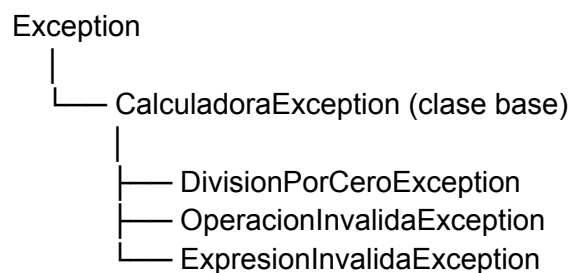 Exception
│
└── CalculadoraException (clase base)
│
├── DivisionPorCeroException
├── OperacionInvalidaException
└── ExpresionInvalidaException